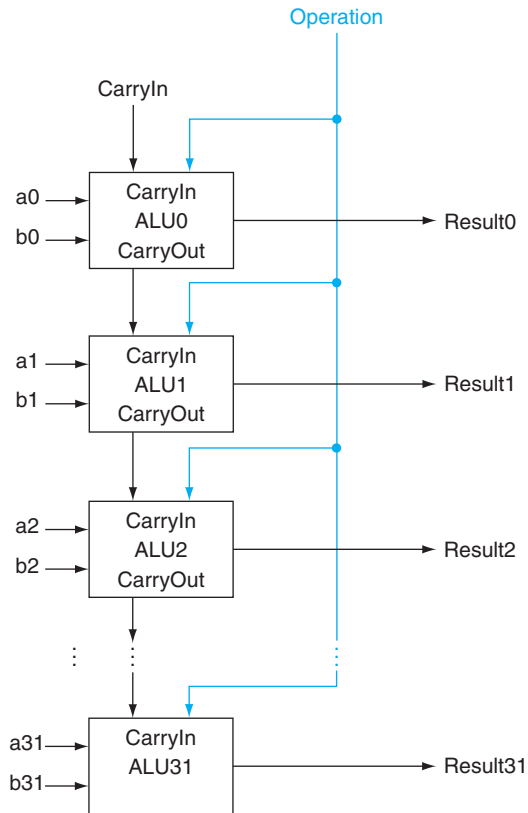 Operation
CarryIn
a0
b0
CarryIn
ALU0
CarryOut
Result0
a1
b1
CarryIn
ALU1
CarryOut
Result1
a2
b2
CarryIn
ALU2
CarryOut
Result2
a31
b31
CarryIn
ALU31
Result31